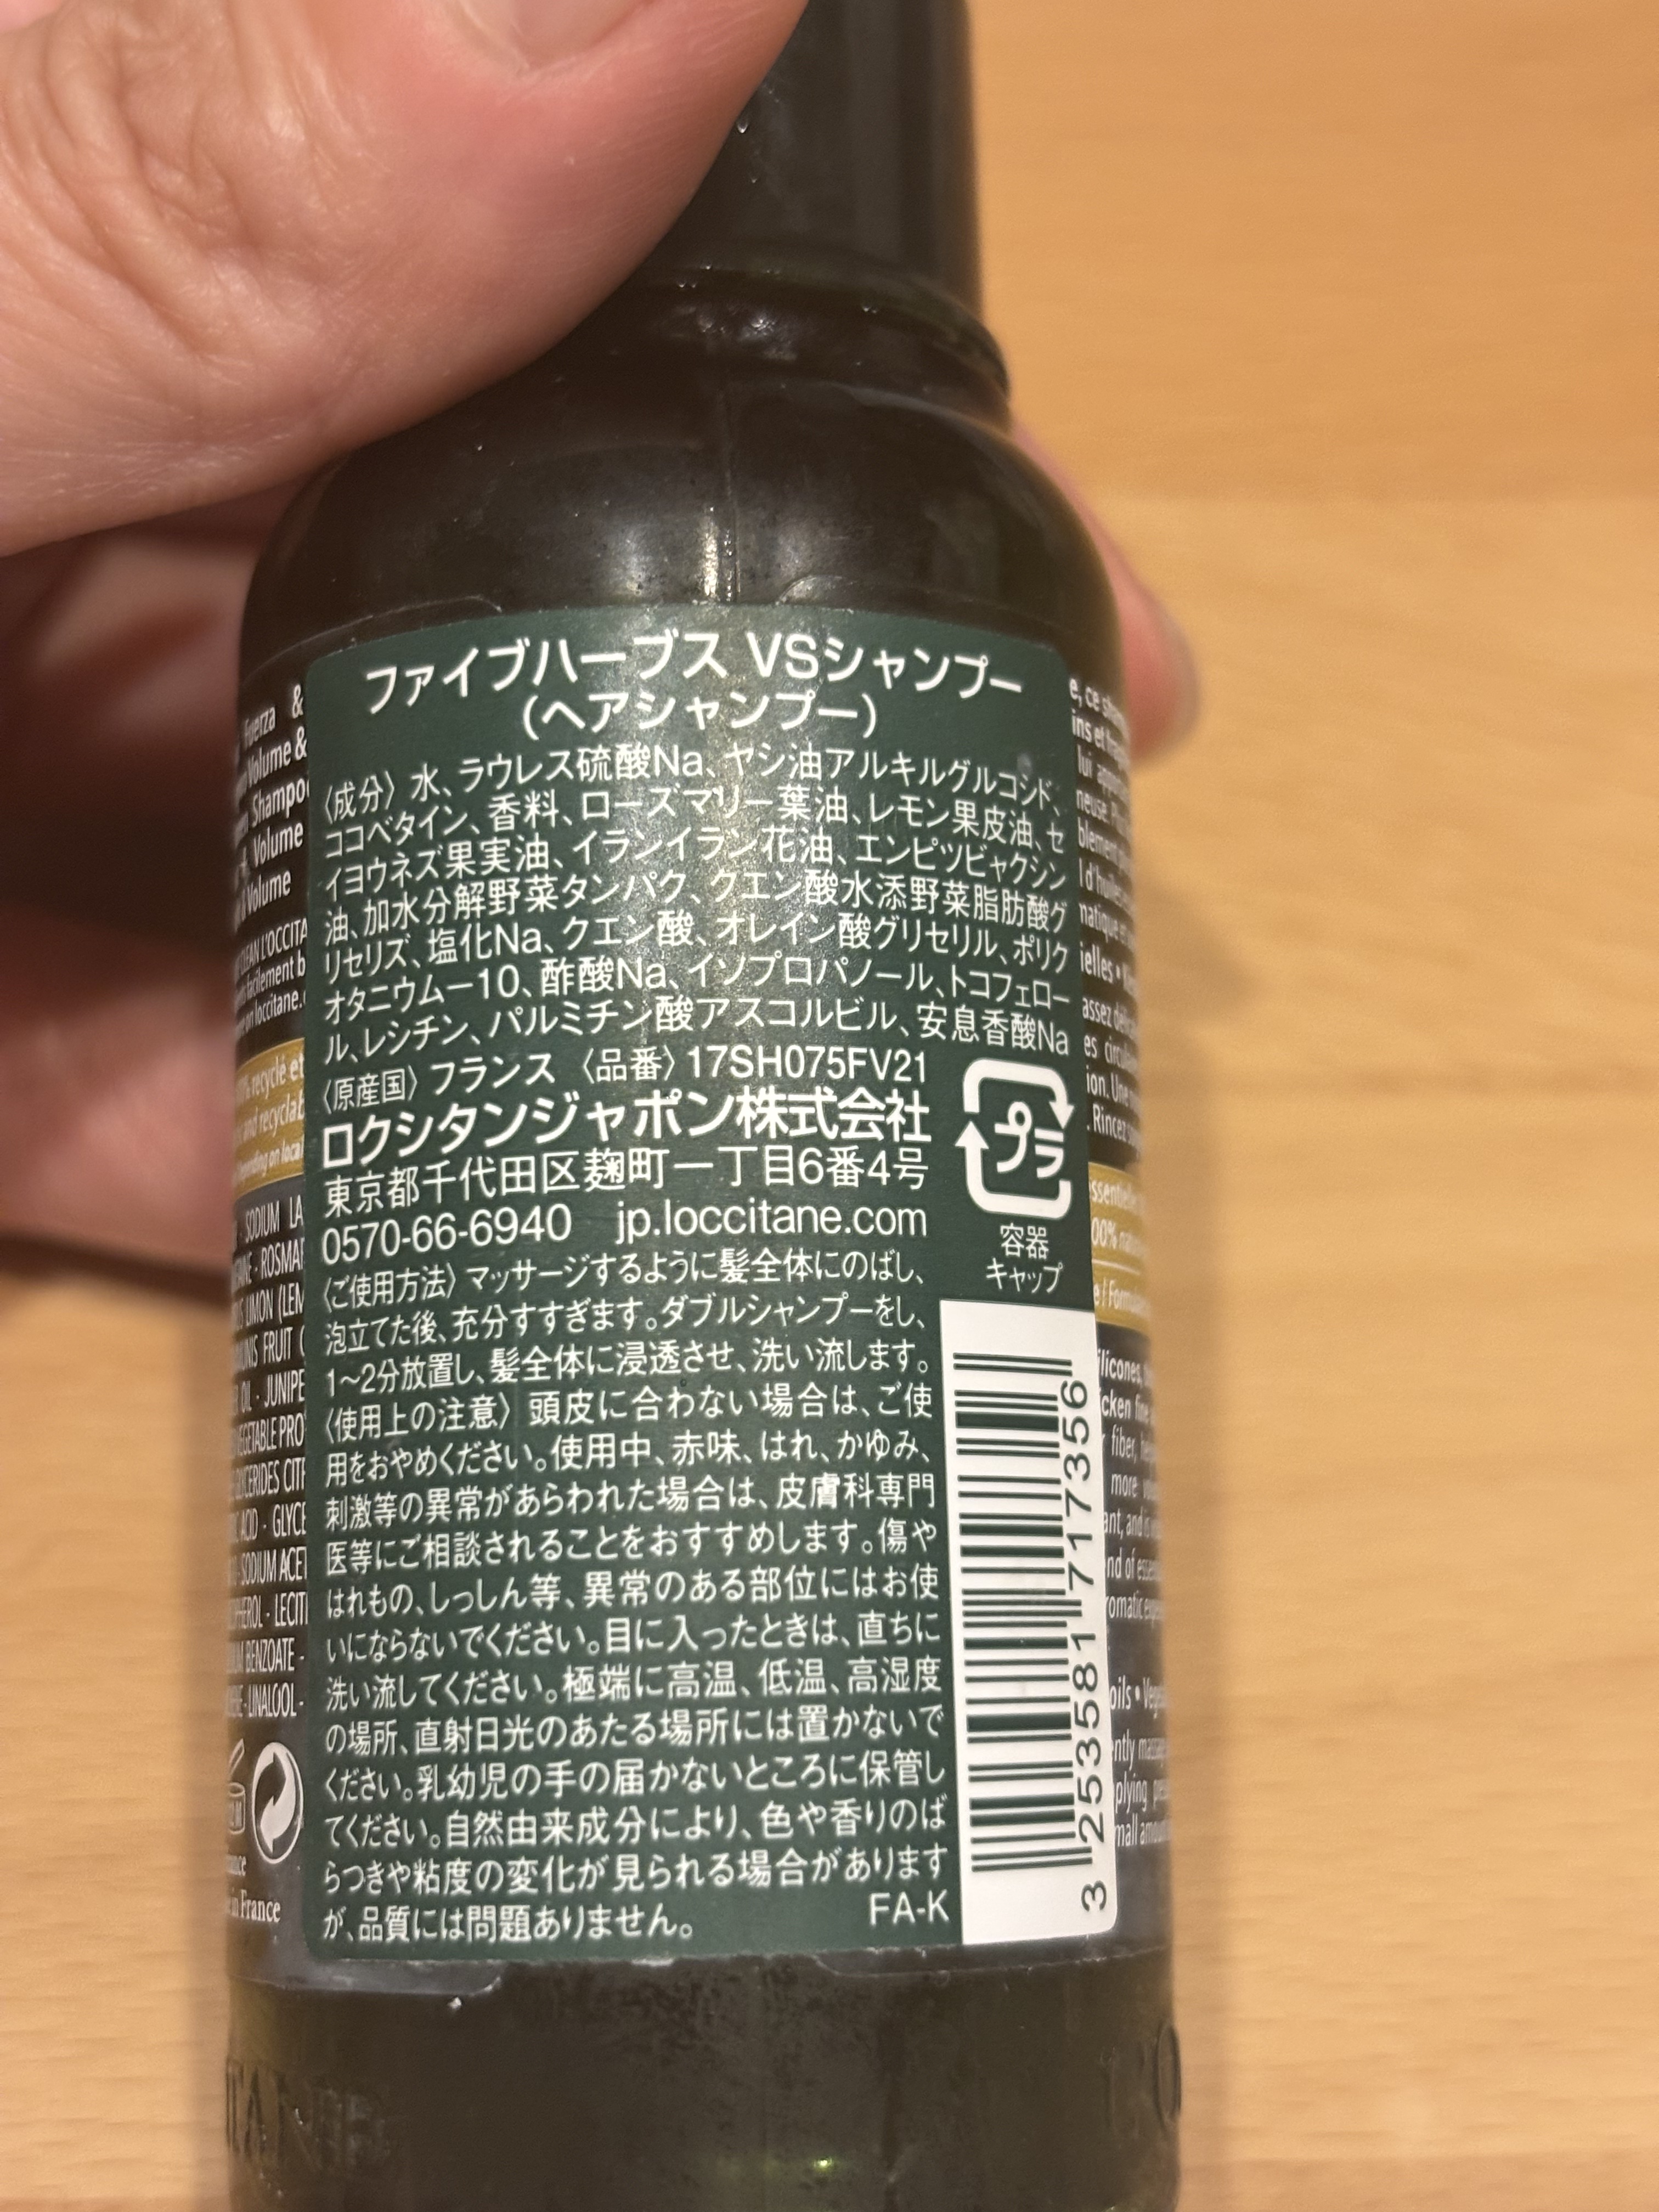 ファイブハーブス VSシャンプー
(ヘアシャンプー)
〈成分〉水、ラウレス硫酸Na、ヤシ油アルキルグルコシド、
ココベタイン、香料、ローズマリー葉油、レモン果皮油、セ
イヨウネズ果実油、イランイラン花油、エンピツビャクシン
油、加水分解野菜タンパク、クエン酸水添野菜脂肪酸グ
リセリズ、塩化Na、クエン酸、オレイン酸グリセリル、ポリク
オタニウムー10、酢酸Na、イソプロパノール、トコフェロー
ル、レシチン、パルミチン酸アスコルビル、安息香酸Na
〈原産国〉フランス 〈品番〉17SH075FV21
ロクシタンジャポン株式会社
東京都千代田区麹町一丁目6番4号
0570-66-6940 jp.loccitane.com
プラ
容器
キャップ
〈ご使用方法〉マッサージするように髪全体にのばし、
泡立てた後、充分すすぎます。ダブルシャンプーをし、
1~2分放置し、髪全体に浸透させ、洗い流します。
〈使用上の注意〉頭皮に合わない場合は、ご使
用をおやめください。使用中、赤味、はれ、かゆみ、
刺激等の異常があらわれた場合は、皮膚科専門
医等にご相談されることをおすすめします。傷や
はれもの、しっしん等、異常のある部位にはお使
いにならないでください。目に入ったときは、直ちに
洗い流してください。極端に高温、低温、高湿度
の場所、直射日光のあたる場所には置かないで
ください。乳幼児の手の届かないところに保管し
てください。自然由来成分により、色や香りのば
らつきや粘度の変化が見られる場合があります
が、品質には問題ありません。 FA-K
3 253581 717356
Volume &
Shampo
Volume
Volume
SODIUM LA
ROSMAR
LIMON (LEM
FRUIT
OIL - JUNIPE
VEGETABLE PRO
GLYCERIDES CIT
ACID - GLYCE
SODIUM ACET
LECIT
BENZOATE -
LINALOOL -
in France